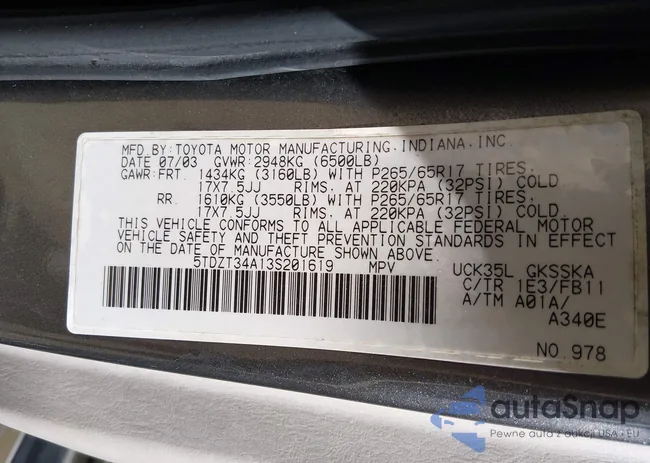 MFD.BY:TOYOTA MOTOR MANUFACTURING.INDIANA.INC.
DATE 07/03 GVWR:2948KG (6500LB)
GAWR:FRT. 1434KG (3160LB) WITH P265/65R17 TIRES.
17X7.5JJ RIMS, AT 220KPA (32PSI) COLD
RR. 1610KG (3550LB) WITH P265/65R17 TIRES.
17X7.5JJ RIMS, AT 220KPA (32PSI) COLD
THIS VEHICLE CONFORMS TO ALL APPLICABLE FEDERAL MOTOR
VEHICLE SAFETY AND THEFT PREVENTION STANDARDS IN EFFECT
ON THE DATE OF MANUFACTURE SHOWN ABOVE.
5TDZT34A13S201619 MPV UCK35L GKSSKA
C/TR 1E3/FB11
A/TM A01A/
A340E
NO.978
autaSnap
Pewne auta z aukcji USA i EU